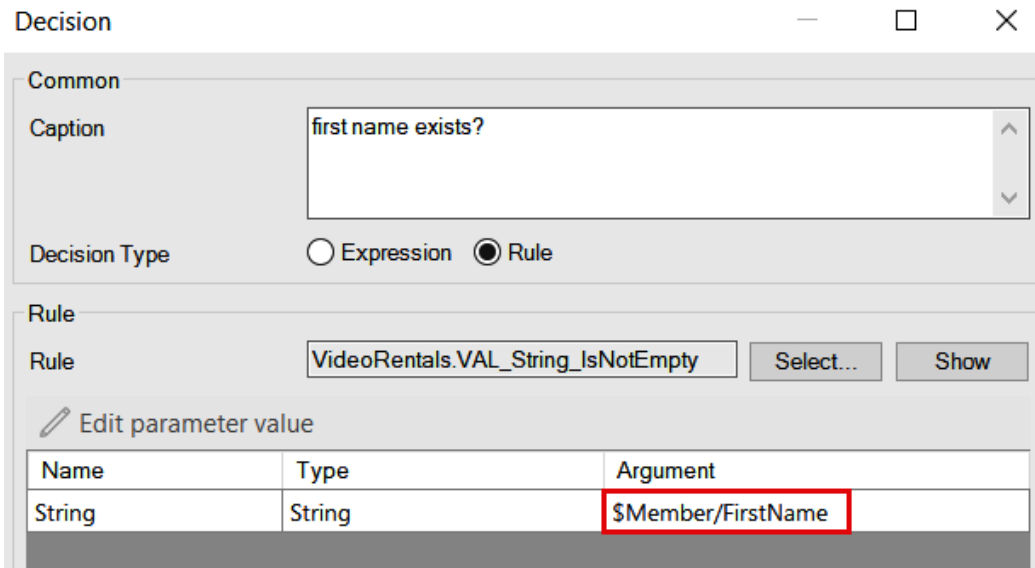 Decision
Common
Caption
first name exists?
Decision Type
Expression
Rule
Rule
Rule
VideoRentals.VAL_String_IsNotEmpty
Select...
Show
Edit parameter value
Name Type Argument
String String $Member/FirstName